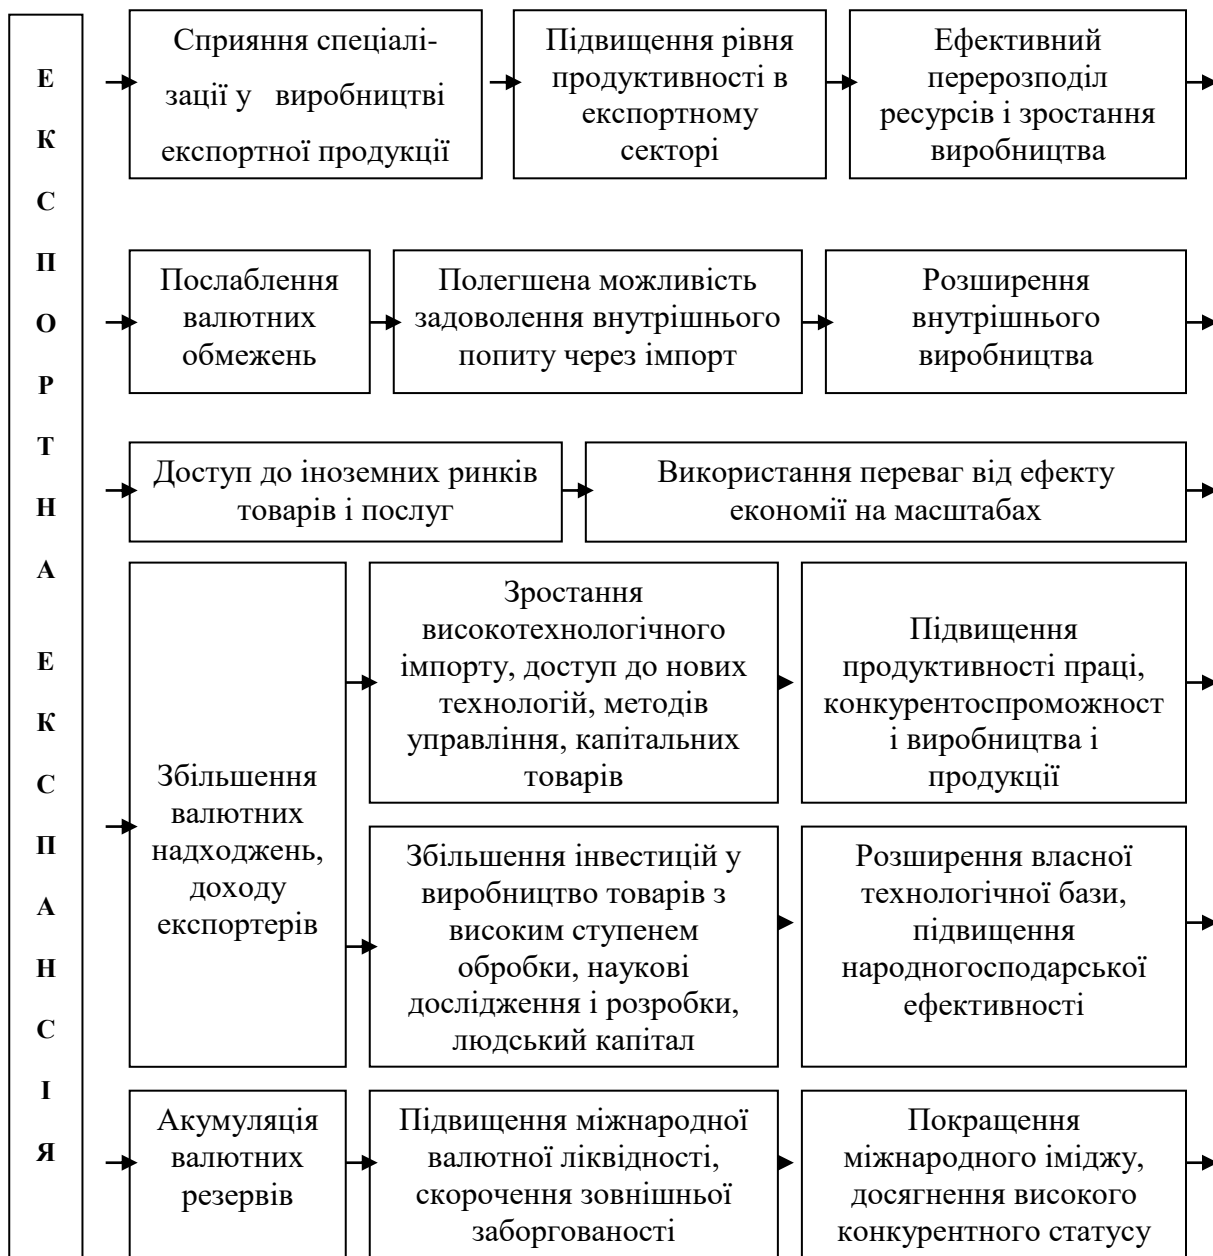 Е
К
С
П
О
Р
Т
Н
А
Е
К
С
П
А
Н
С
І
Я
Сприяння спеціалі-
зації у виробництві
експортної продукції
Підвищення рівня
продуктивності в
експортному
секторі
Ефективний
перерозподіл
ресурсів і зростання
виробництва
Послаблення
валютних
обмежень
Полегшена можливість
задоволення внутрішнього
попиту через імпорт
Розширення
внутрішнього
виробництва
Доступ до іноземних ринків
товарів і послуг
Використання переваг від ефекту
економії на масштабах
Збільшення
валютних
надходжень,
доходу
експортерів
Зростання
високотехнологічного
імпорту, доступ до нових
технологій, методів
управління, капітальних
товарів
Підвищення
продуктивності праці,
конкурентоспроможност
і виробництва і
продукції
Збільшення інвестицій у
виробництво товарів з
високим ступенем
обробки, наукові
дослідження і розробки,
людський капітал
Розширення власної
технологічної бази,
підвищення
народногосподарської
ефективності
Акумуляція
валютних
резервів
Підвищення міжнародної
валютної ліквідності,
скорочення зовнішньої
заборгованості
Покращення
міжнародного іміджу,
досягнення високого
конкурентного статусу